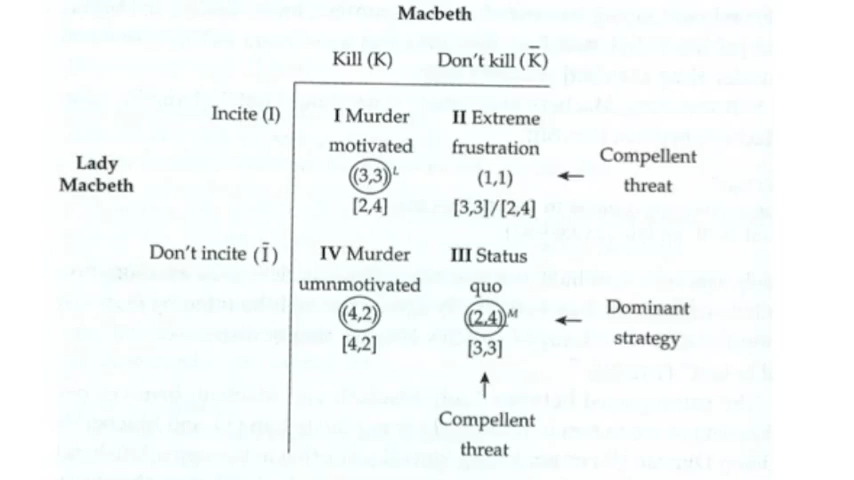 Macbeth
Kill (K) Don't kill (K̄)
Incite (I) I Murder II Extreme
motivated frustration
Lady
Macbeth
(3,3)ᴸ (1,1) ← Compellent
threat
[2,4] [3,3]/[2,4]
Don't incite (Ī) IV Murder III Status
umnmotivated quo
(4,2) (2,4)ᴹ ← Dominant
strategy
[4,2] [3,3]
↑
Compellent
threat